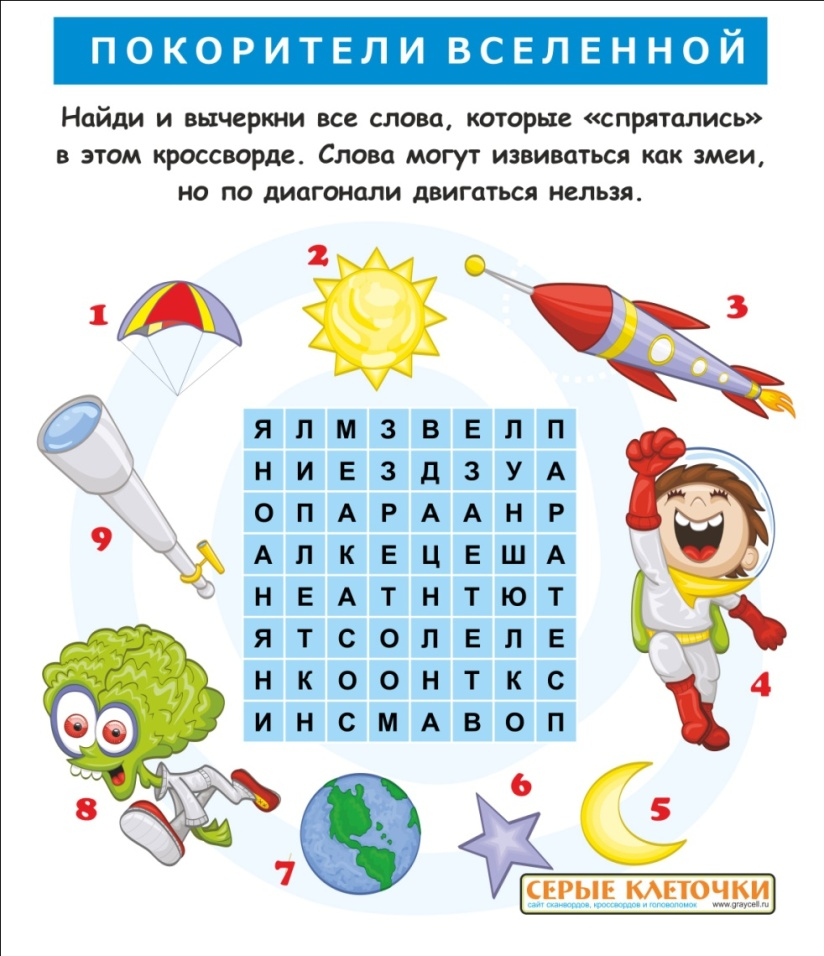 ПОКОРИТЕЛИ ВСЕЛЕННОЙ
Найди и вычеркни все слова, которые «спрятались»
в этом кроссворде. Слова могут извиваться как змеи,
но по диагонали двигаться нельзя.
2
1
3
Я Л М З В Е Л П
Н И Е З Д З У А
О П А Р А А Н Р
А Л К Е Ц Е Ш А
9
Н Е А Т Н Т Ю Т
Я Т С О Л Е Л Е
Н К О О Н Т К С
4
И Н С М А В О П
6
8
5
7
СЕРЫЕ КЛЕТОЧКИ
сайт сканвордов, кроссвордов и головоломок www.graycell.ru